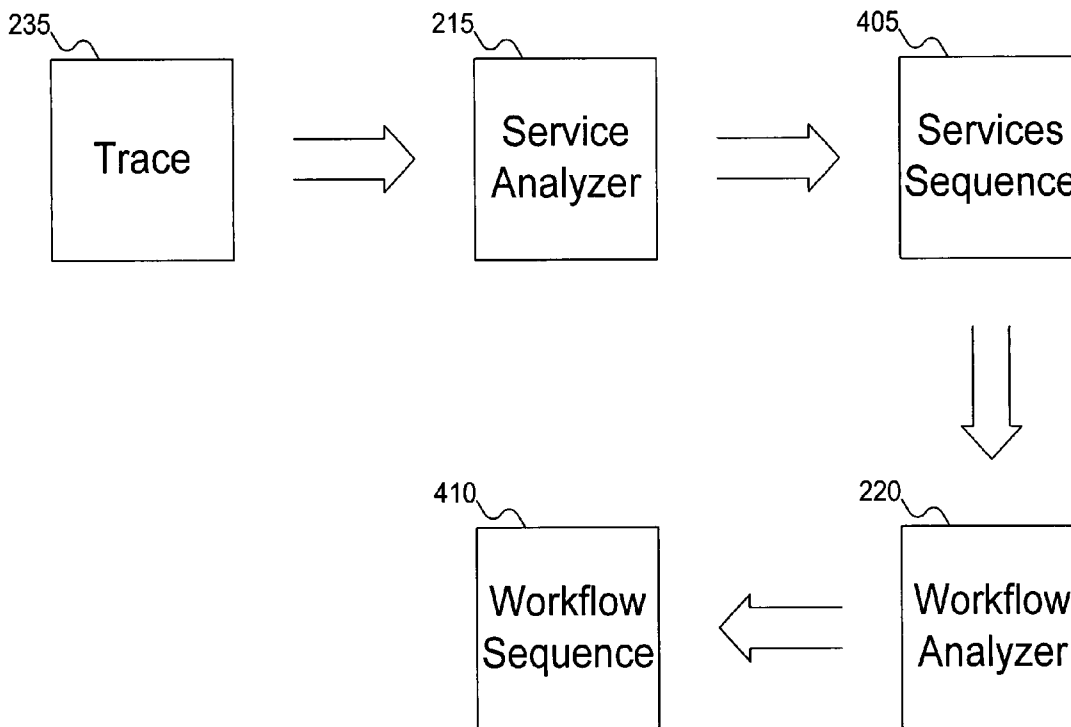 235
Trace
215
Service
Analyzer
405
Services
Sequence
410
Workflow
Sequence
220
Workflow
Analyzer